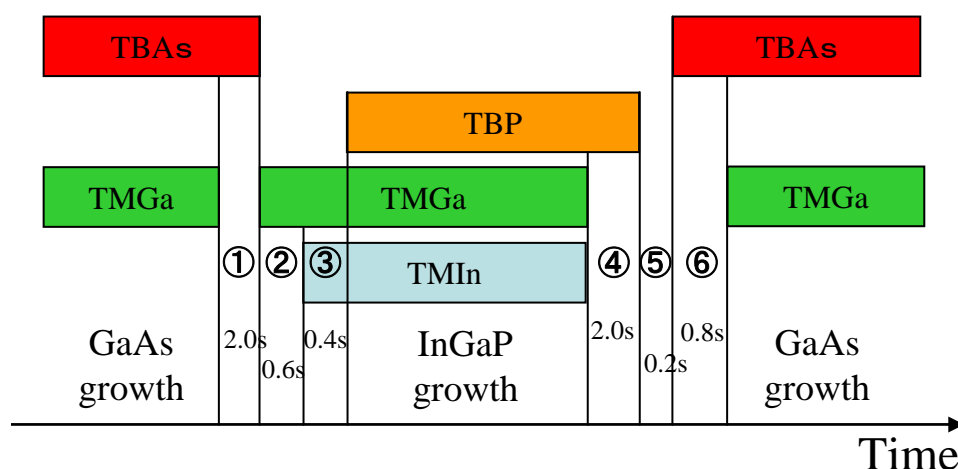 TBAs
TBAs
TBP
TMGa
TMGa
TMGa
① ② ③ TMIn ④ ⑤ ⑥
2.0s 0.6s 0.4s 2.0s 0.2s 0.8s
GaAs
growth
InGaP
growth
GaAs
growth
Time